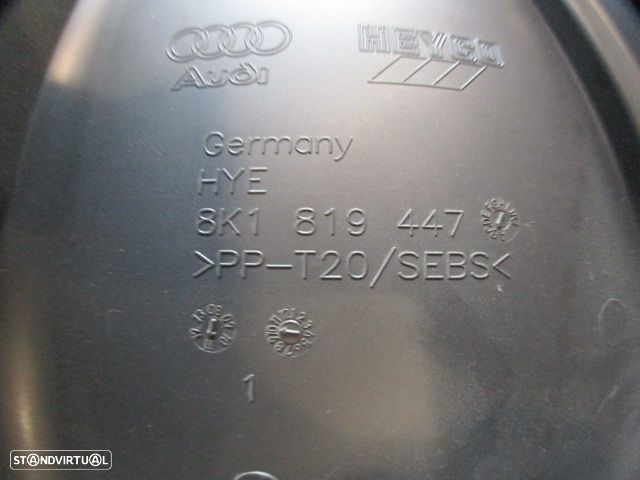 Audi
HEYCO
Germany
HYE
8K1 819 447
>PP-T20/SEBS<
1
STANDVIRTUAL